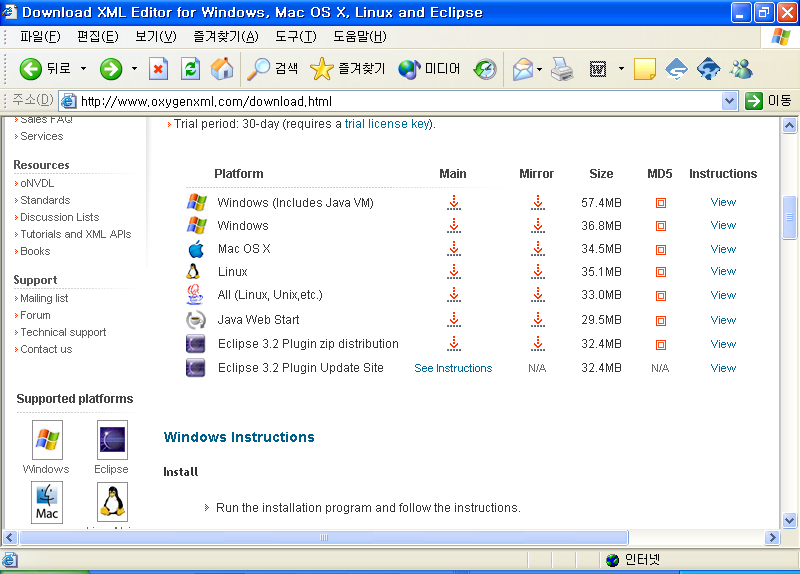 Download XML Editor for Windows, Mac OS X, Linux and Eclipse
파일(F) 편집(E) 보기(V) 즐겨찾기(A) 도구(T) 도움말(H)
뒤로 검색 즐겨찾기 미디어
주소(D) http://www.oxygenxml.com/download.html 이동
Sales FAQ
Services
Resources
oNVDL
Standards
Discussion Lists
Tutorials and XML APIs
Books
Support
Mailing list
Forum
Technical support
Contact us
Supported platforms
Windows Eclipse
Mac
Trial period: 30-day (requires a trial license key).
Platform Main Mirror Size MD5 Instructions
Windows (Includes Java VM) 57.4MB View
Windows 36.8MB View
Mac OS X 34.5MB View
Linux 35.1MB View
All (Linux, Unix,etc.) 33.0MB View
Java Web Start 29.5MB View
Eclipse 3.2 Plugin zip distribution 32.4MB View
Eclipse 3.2 Plugin Update Site See Instructions N/A 32.4MB N/A View
Windows Instructions
Install
Run the installation program and follow the instructions.
인터넷